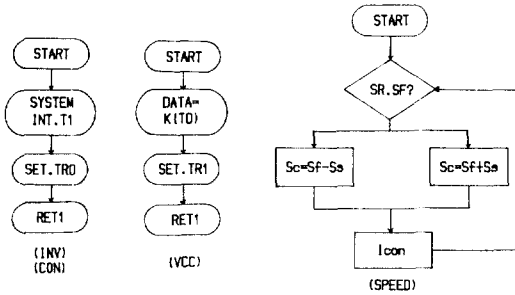 START
SYSTEM
INT.T1
SET.TR0
RET1
(INV)
(CON)
START
DATA=
K(T0)
SET.TR1
RET1
(VCC)
START
SR.SF?
Sc=Sf-Ss
Sc=Sf+Ss
Icon
(SPEED)